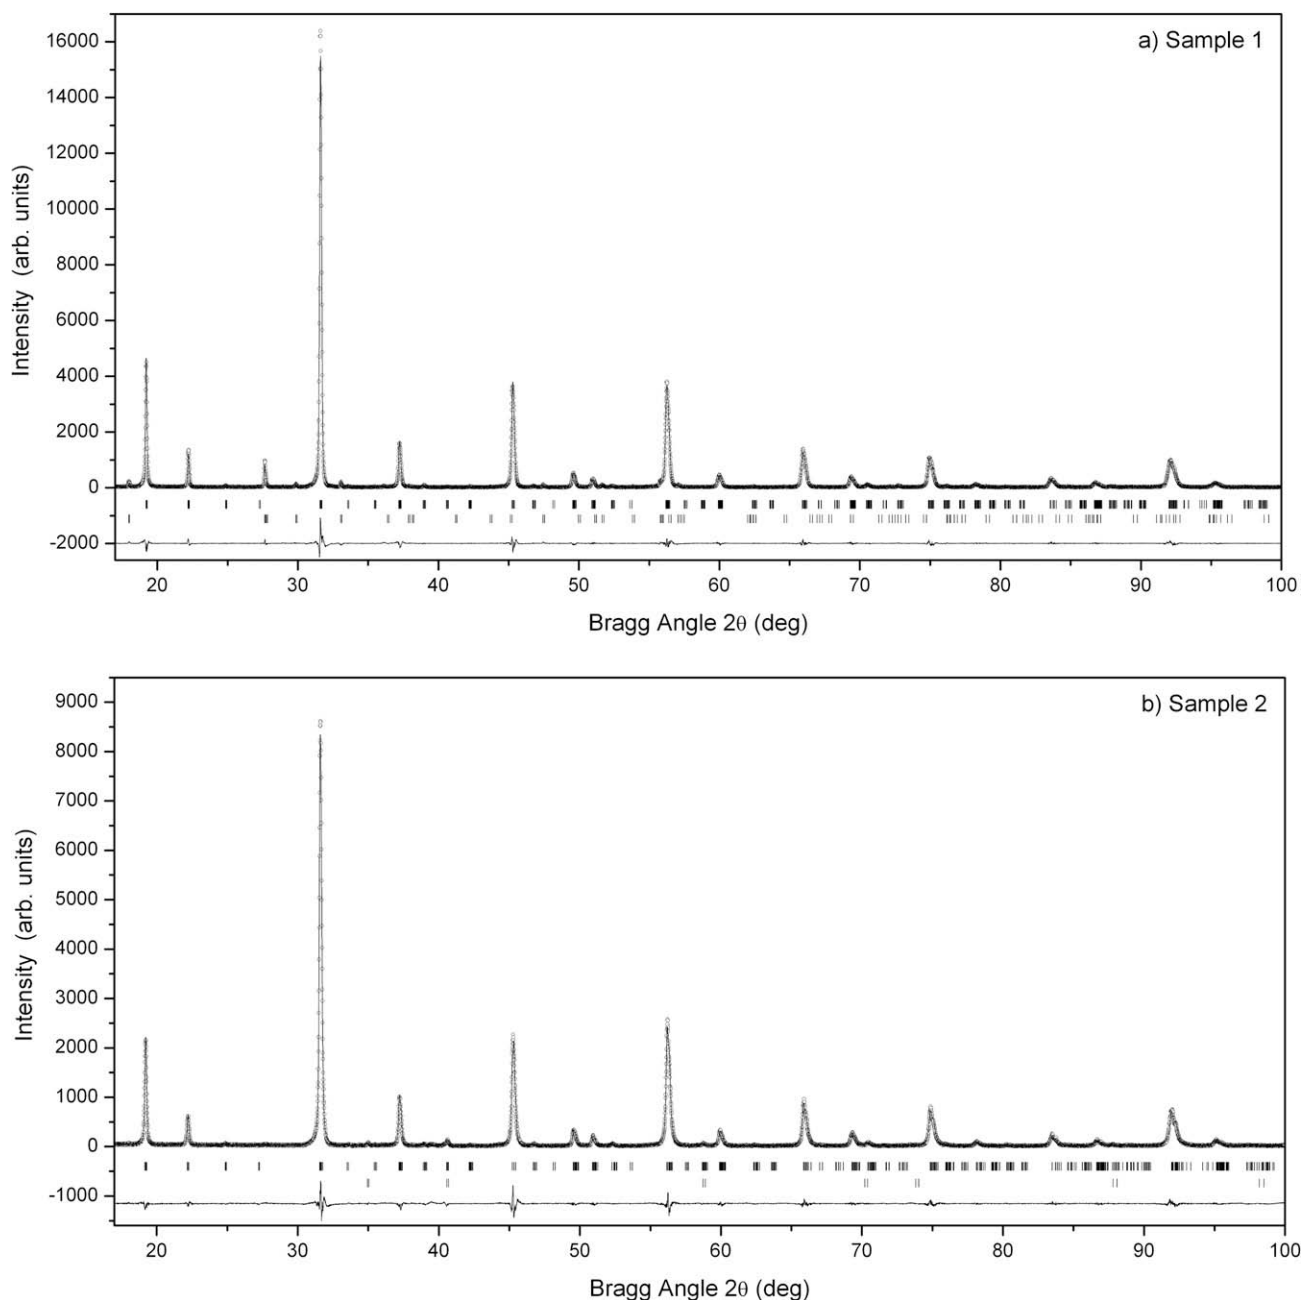 a) Sample 1
16000
14000
12000
10000
8000
6000
4000
2000
0
-2000
Intensity (arb. units)
20 30 40 50 60 70 80 90 100
Bragg Angle 2θ (deg)
b) Sample 2
9000
8000
7000
6000
5000
4000
3000
2000
1000
0
-1000
Intensity (arb. units)
20 30 40 50 60 70 80 90 100
Bragg Angle 2θ (deg)